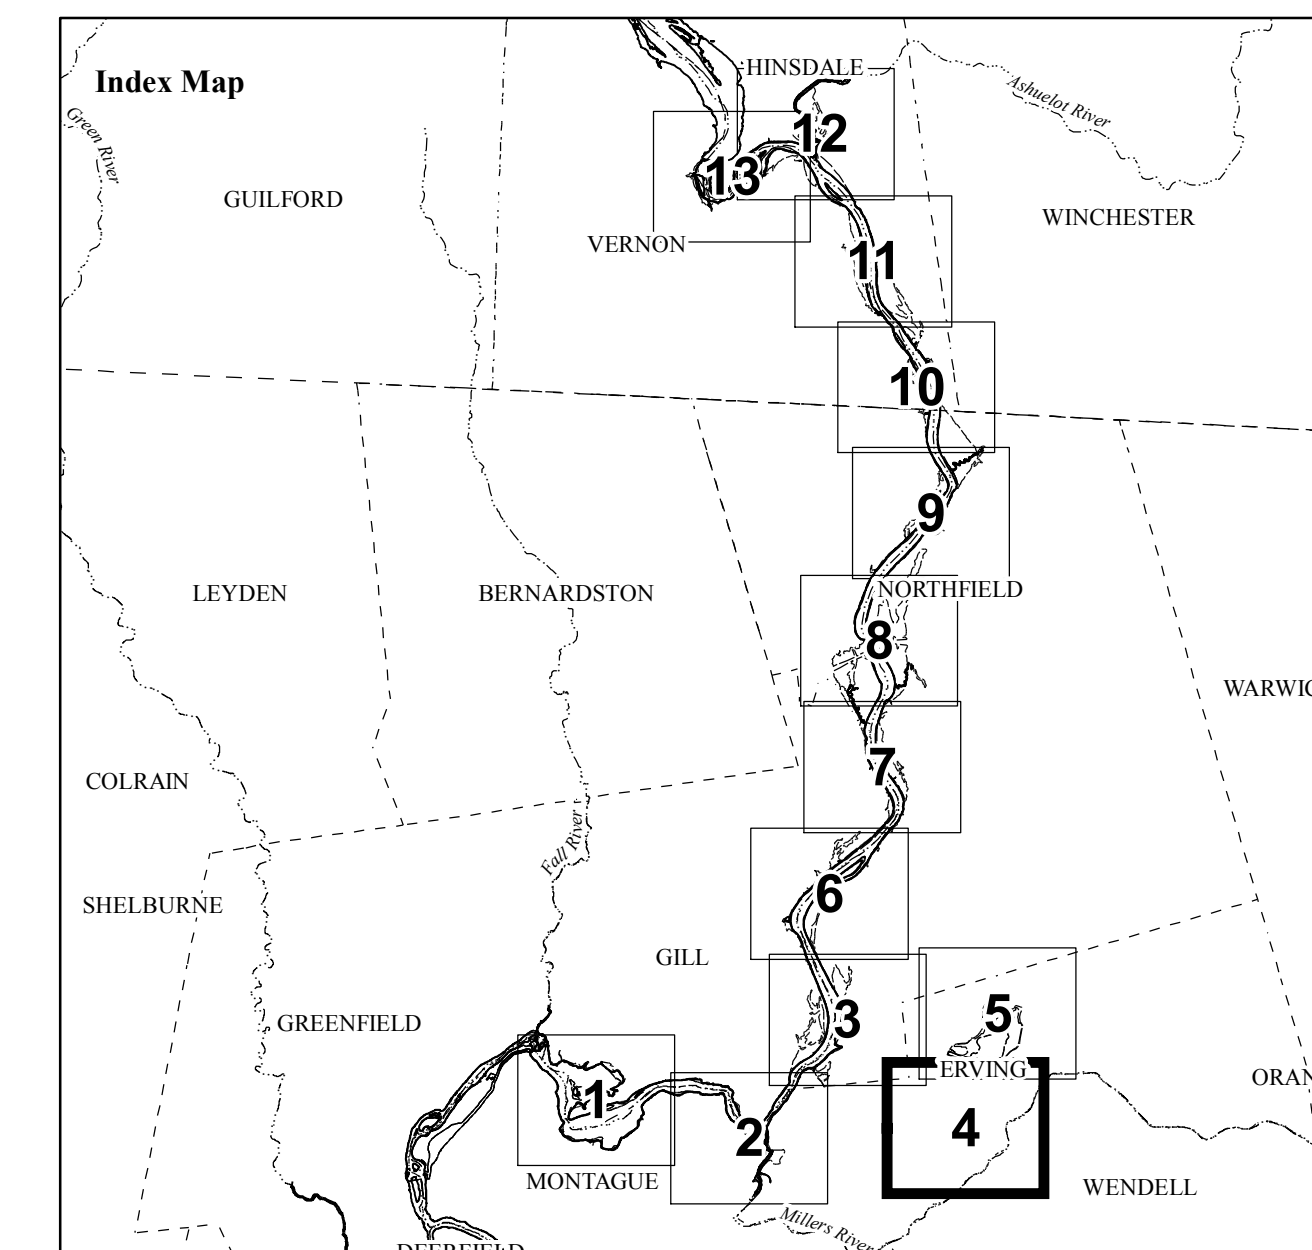 HINSDALE
Index Map
Ashuelot River
Green River
12
13
GUILFORD
WINCHESTER
VERNON
11
10
9
NORTHFIELD
LEYDEN
BERNARDSTON
8
WARWIC
7
COLRAIN
Fall River
6
SHELBURNE
GILL
3
5
GREENFIELD
ERVING
ORAN
1
4
2
MONTAGUE
WENDELL
Millers River
DEERFIELD